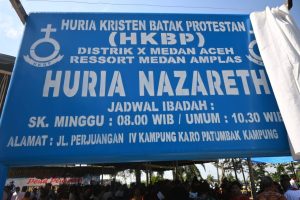 HURIA KRISTEN BATAK PROTESTAN
(HKBP)
DISTRIK X MEDAN ACEH
RESSORT MEDAN AMPLAS
HURIA NAZARETH
JADWAL IBADAH :
SK. MINGGU : 08.00 WIB / UMUM : 10.30 WIB
ALAMAT : JL. PERJUANGAN IV KAMPUNG KARO PATUMBAK KAMPUNG
HKBP